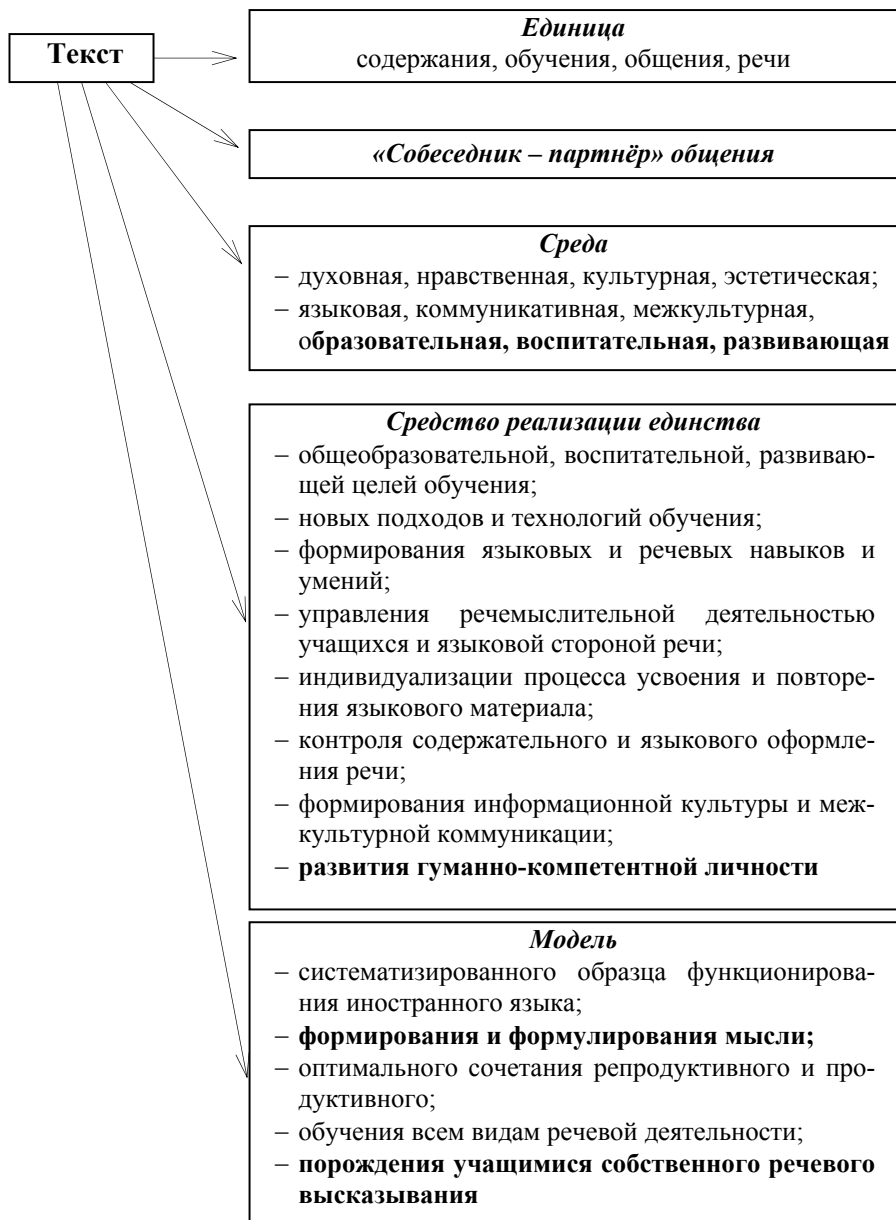 Текст
Единица
содержания, обучения, общения, речи
«Собеседник – партнёр» общения
Среда
– духовная, нравственная, культурная, эстетическая;
– языковая, коммуникативная, межкультурная,
образовательная, воспитательная, развивающая
Средство реализации единства
– общеобразовательной, воспитательной, развиваю-
щей целей обучения;
– новых подходов и технологий обучения;
– формирования языковых и речевых навыков и
умений;
– управления речемыслительной деятельностью
учащихся и языковой стороной речи;
– индивидуализации процесса усвоения и повторе-
ния языкового материала;
– контроля содержательного и языкового оформле-
ния речи;
– формирования информационной культуры и меж-
культурной коммуникации;
– развития гуманно-компетентной личности
Модель
– систематизированного образца функционирова-
ния иностранного языка;
– формирования и формулирования мысли;
– оптимального сочетания репродуктивного и про-
дуктивного;
– обучения всем видам речевой деятельности;
– порождения учащимися собственного речевого
высказывания